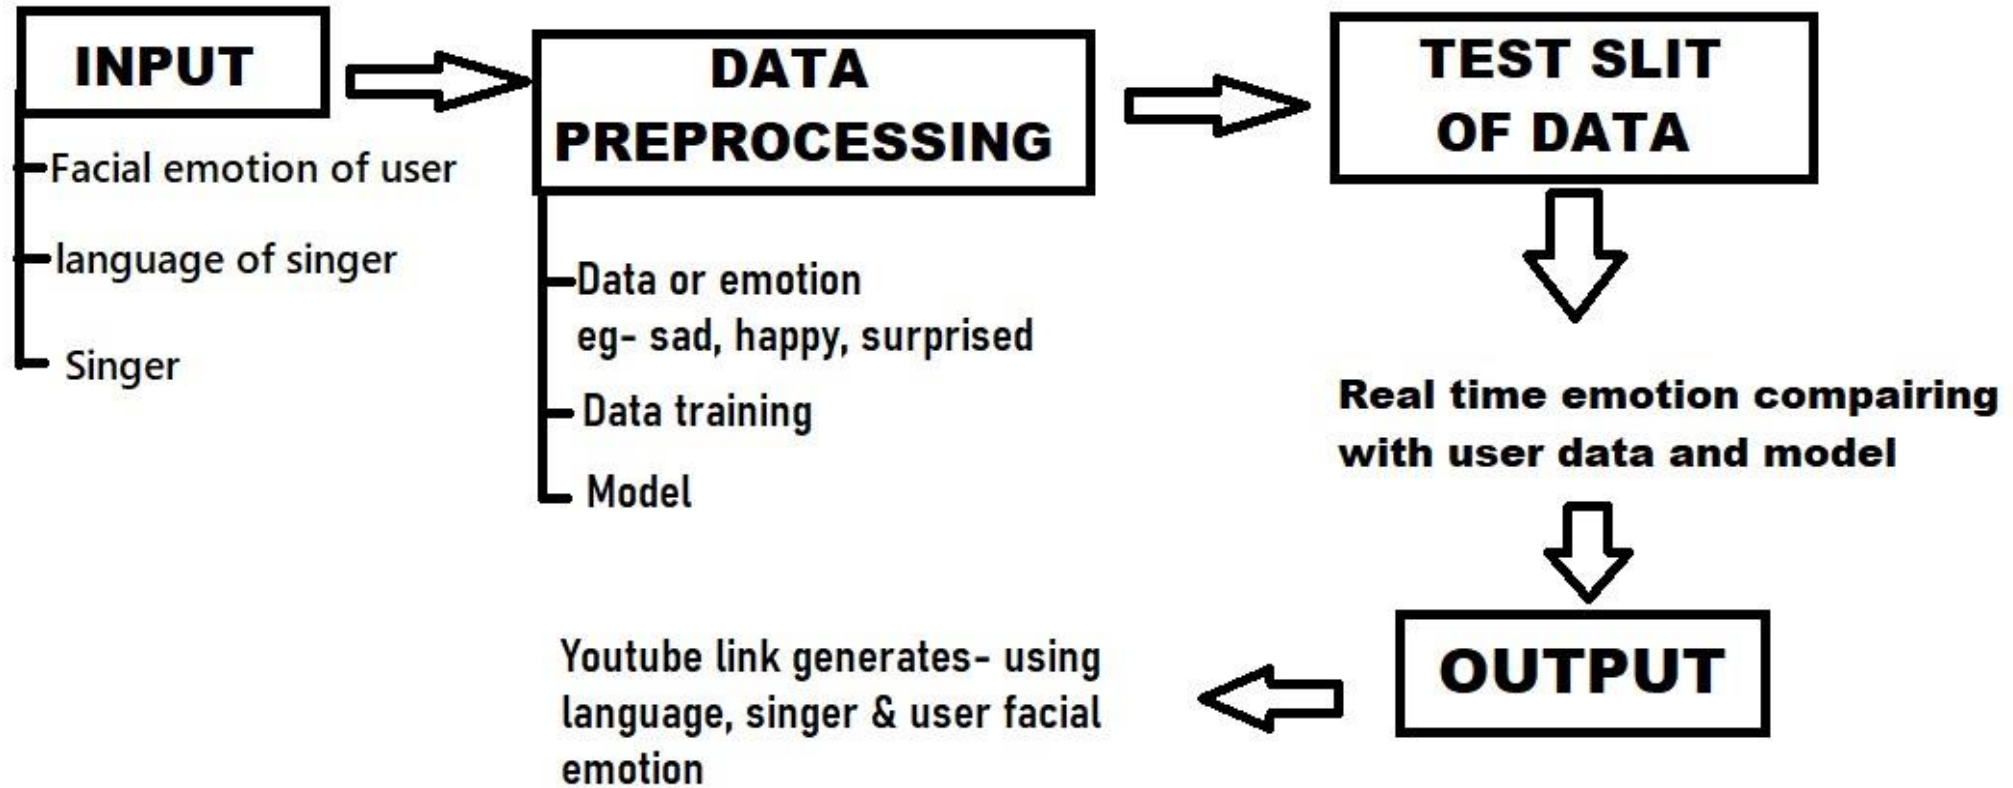 INPUT
Facial emotion of user
language of singer
Singer
DATA
PREPROCESSING
Data or emotion
eg- sad, happy, surprised
Data training
Model
TEST SLIT
OF DATA
Real time emotion compairing
with user data and model
OUTPUT
Youtube link generates- using
language, singer & user facial
emotion